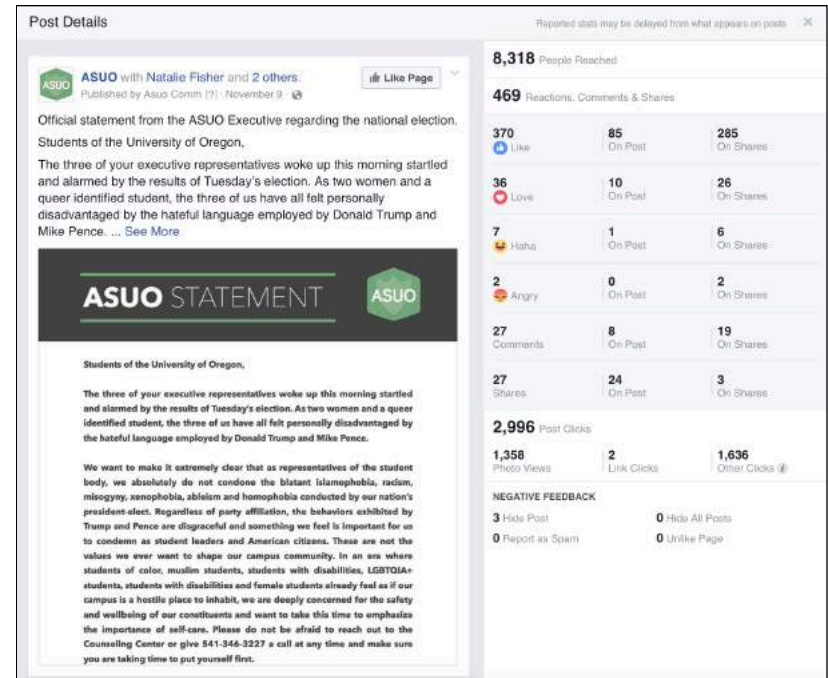 Post Details
Reported stats may be delayed from what appears on posts
ASUO
ASUO with Natalie Fisher and 2 others.
Like Page
Published by Asuo Comm [?] · November 9 ·
Official statement from the ASUO Executive regarding the national election.
Students of the University of Oregon,
The three of your executive representatives woke up this morning startled
and alarmed by the results of Tuesday's election. As two women and a
queer identified student, the three of us have all felt personally
disadvantaged by the hateful language employed by Donald Trump and
Mike Pence. ... See More
ASUO STATEMENT
ASUO
Students of the University of Oregon,
The three of your executive representatives woke up this morning startled
and alarmed by the results of Tuesday's election. As two women and a queer
identified student, the three of us have all felt personally disadvantaged by
the hateful language employed by Donald Trump and Mike Pence.
We want to make it extremely clear that as representatives of the student
body, we absolutely do not condone the blatant islamophobia, racism,
misogyny, xenophobia, ableism and homophobia conducted by our nation's
president-elect. Regardless of party affiliation, the behaviors exhibited by
Trump and Pence are disgraceful and something we feel is important for us
to condemn as student leaders and American citizens. These are not the
values we ever want to shape our campus community. In an era where
students of color, muslim students, students with disabilities, LGBTQIA+
students, students with disabilities and female students already feel as if our
campus is a hostile place to inhabit, we are deeply concerned for the safety
and wellbeing of our constituents and want to take this time to emphasize
the importance of self-care. Please do not be afraid to reach out to the
Counseling Center or give 541-346-3227 a call at any time and make sure
you are taking time to put yourself first.
8,318 People Reached
469 Reactions, Comments & Shares
370 85 285
Like On Post On Shares
36 10 26
Love On Post On Shares
7 1 6
Haha On Post On Shares
2 0 2
Angry On Post On Shares
27 8 19
Comments On Post On Shares
27 24 3
Shares On Post On Shares
2,996 Post Clicks
1,358 2 1,636
Photo Views Link Clicks Other Clicks
NEGATIVE FEEDBACK
3 Hide Post 0 Hide All Posts
0 Report as Spam 0 Unlike Page